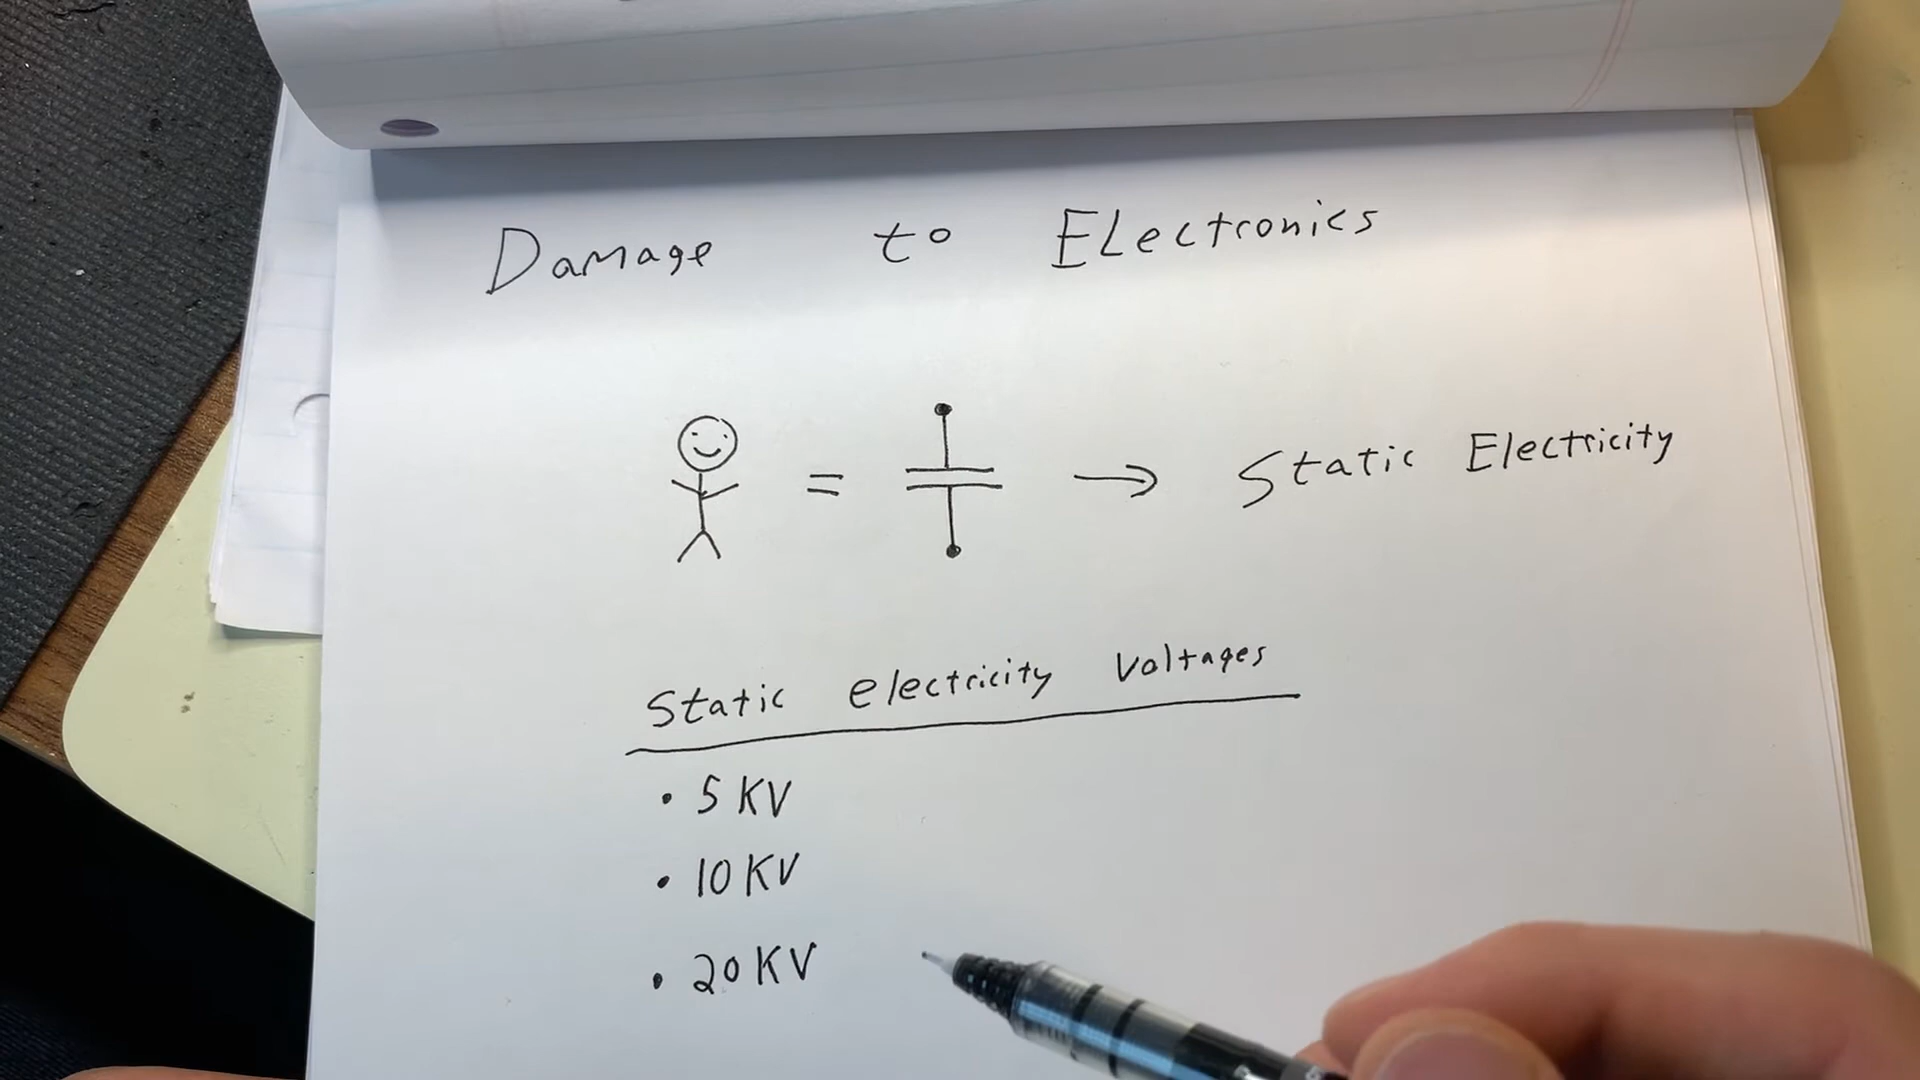 Damage to Electronics
= → Static Electricity
Static electricity Voltages
• 5 KV
• 10 KV
• 20 KV